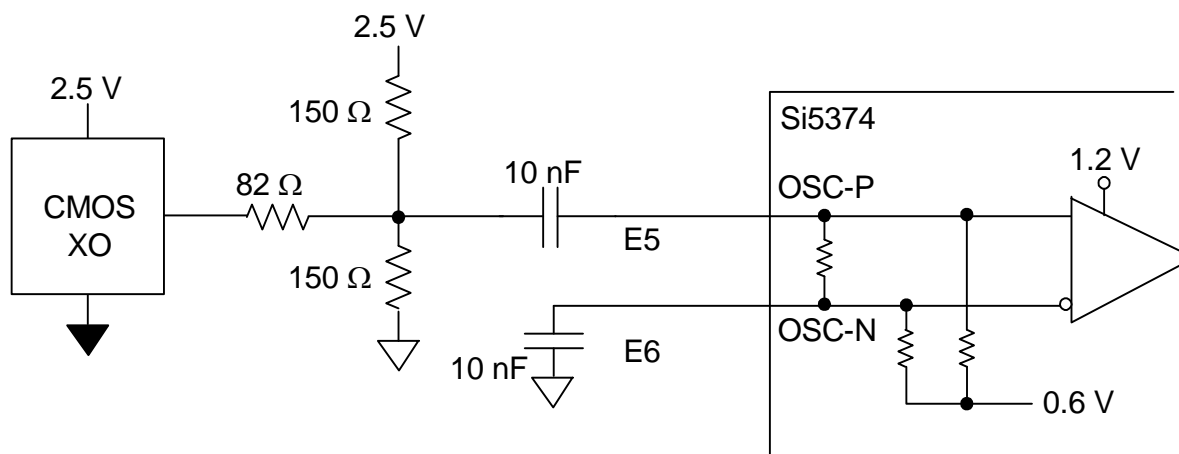 2.5 V
2.5 V
150 Ω
Si5374
1.2 V
10 nF
OSC-P
82 Ω
CMOS
XO
E5
150 Ω
OSC-N
E6
10 nF
0.6 V